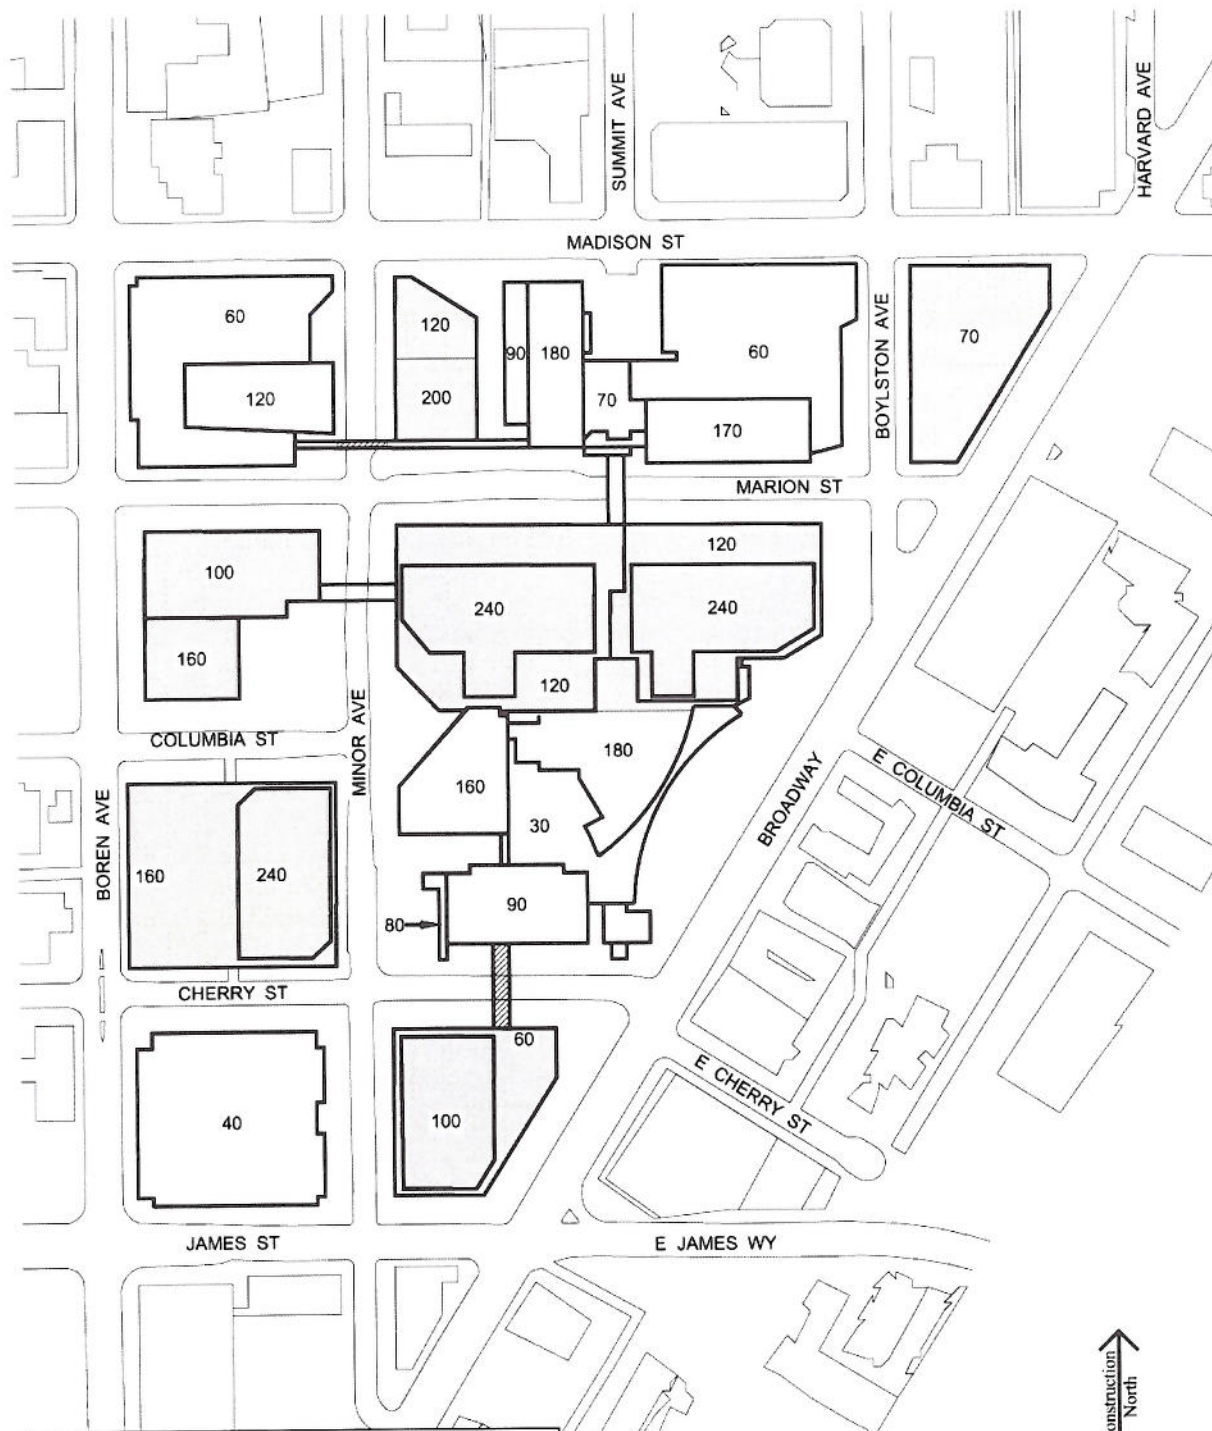 SUMMIT AVE
HARVARD AVE
MADISON ST
60
120
120
200
90
180
70
60
170
BOYLSTON AVE
70
MARION ST
100
160
240
120
240
120
COLUMBIA ST
MINOR AVE
160
180
30
BROADWAY
E COLUMBIA ST
BOREN AVE
160
240
80
90
CHERRY ST
60
100
40
E CHERRY ST
JAMES ST
E JAMES WY
onstruction
North